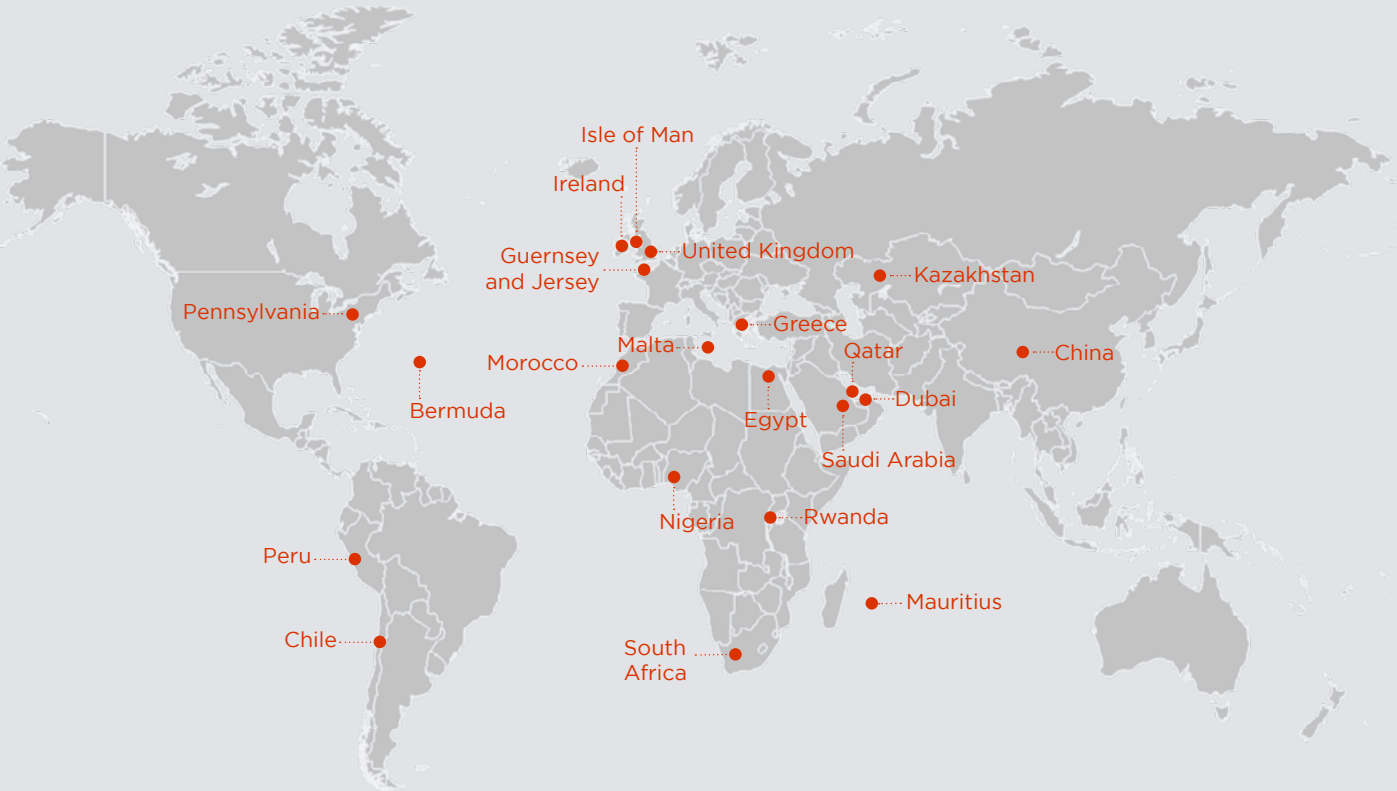 Isle of Man
Ireland
Guernsey
and Jersey
United Kingdom
Kazakhstan
Pennsylvania
Greece
Malta
Qatar
China
Morocco
Dubai
Bermuda
Egypt
Saudi Arabia
Nigeria
Rwanda
Peru
Mauritius
Chile
South
Africa